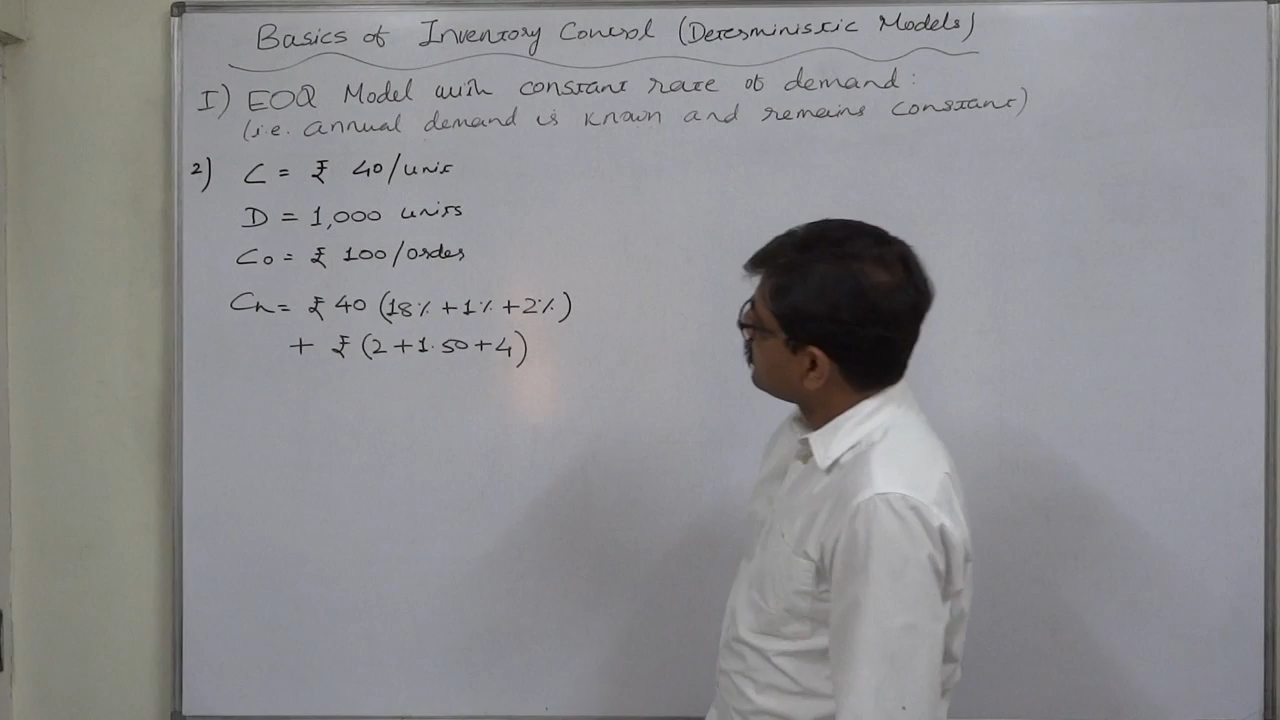 Basics of Inventory Control (Deterministic Models)
I) EOQ Model with constant rate of demand :
(i.e. annual demand is known and remains constant)
2) C = ₹ 40/unit
D = 1,000 units
Co = ₹ 100/order
Ch = ₹ 40 (18% + 1% + 2%)
+ ₹ (2 + 1.50 + 4)